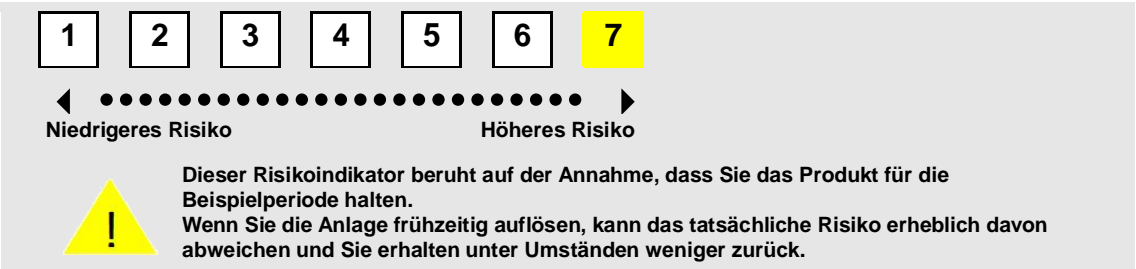 1 2 3 4 5 6 7
Niedrigeres Risiko Höheres Risiko
Dieser Risikoindikator beruht auf der Annahme, dass Sie das Produkt für die
Beispielperiode halten.
Wenn Sie die Anlage frühzeitig auflösen, kann das tatsächliche Risiko erheblich davon
abweichen und Sie erhalten unter Umständen weniger zurück.
!